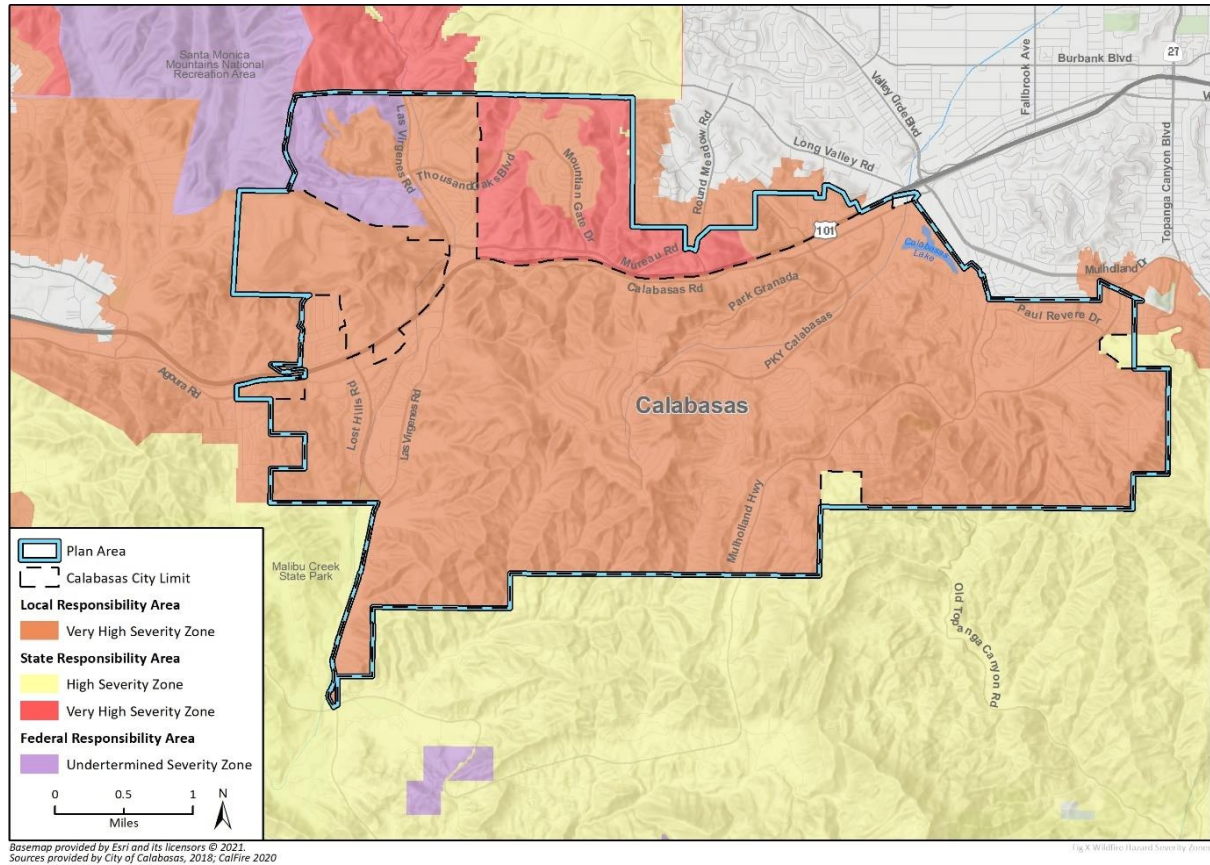 Santa Monica
Mountains National
Recreation Area
Las Virgenes Rd
Thousand Oaks Blvd
Mountian Gate Dr
Mureau Rd
Round Meadow Rd
Long Valley Rd
Valley Circle Blvd
Fallbrook Ave
Burbank Blvd
27
Topanga Canyon Blvd
101
Calabasas
Lake
Mulholland Dr
Calabasas Rd
Park Granada
PKY Calabasas
Paul Revere Dr
Agoura Rd
Lost Hills Rd
Las Virgenes Rd
Calabasas
Mulholland Hwy
Malibu Creek
State Park
Old Topanga Canyon Rd
Plan Area
Calabasas City Limit
Local Responsibility Area
Very High Severity Zone
State Responsibility Area
High Severity Zone
Very High Severity Zone
Federal Responsibility Area
Undertermined Severity Zone
0 0.5 1
Miles
N
Basemap provided by Esri and its licensors © 2021.
Sources provided by City of Calabasas, 2018; CalFire 2020
Fig X Wildfire Hazard Severity Zones